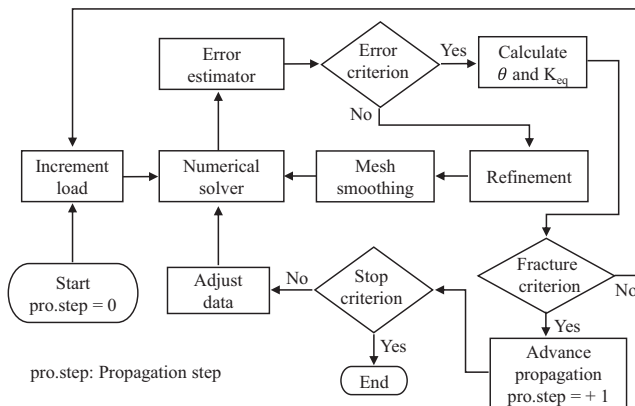 Error
estimator
Error
criterion
Yes
Calculate
θ and K_eq
No
Increment
load
Numerical
solver
Mesh
smoothing
Refinement
Start
pro.step = 0
Adjust
data
No
Stop
criterion
Fracture
criterion
No
Yes
Yes
Advance
propagation
pro.step = + 1
End
pro.step: Propagation step